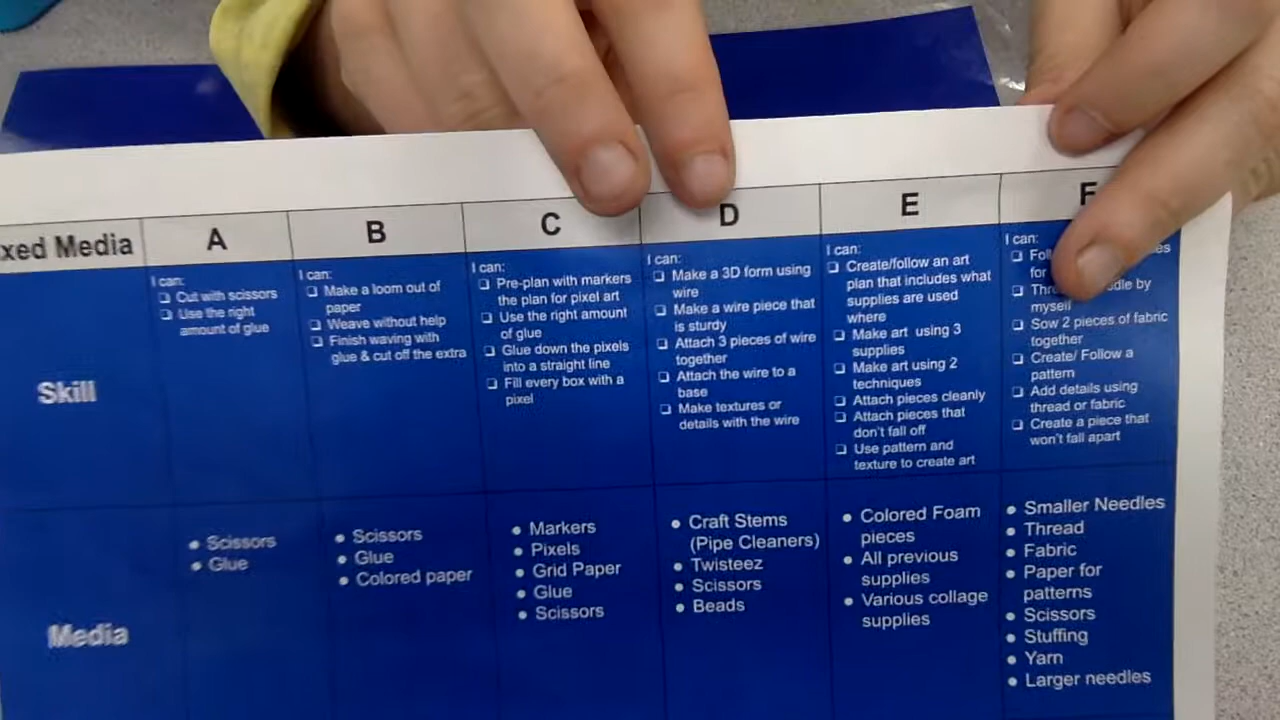 xed Media
A
B
C
D
E
F
Skill
I can:
❏ Cut with scissors
❏ Use the right
amount of glue
I can:
❏ Make a loom out of
paper
❏ Weave without help
❏ Finish waving with
glue & cut off the extra
I can:
❏ Pre-plan with markers
the plan for pixel art
❏ Use the right amount
of glue
❏ Glue down the pixels
into a straight line
❏ Fill every box with a
pixel
I can:
❏ Make a 3D form using
wire
❏ Make a wire piece that
is sturdy
❏ Attach 3 pieces of wire
together
❏ Attach the wire to a
base
❏ Make textures or
details with the wire
I can:
❏ Create/follow an art
plan that includes what
supplies are used
where
❏ Make art using 3
supplies
❏ Make art using 2
techniques
❏ Attach pieces cleanly
❏ Attach pieces that
don't fall off
❏ Use pattern and
texture to create art
I can:
❏ Fol es
for
❏ Thr dle by
myself
❏ Sow 2 pieces of fabric
together
❏ Create/ Follow a
pattern
❏ Add details using
thread or fabric
❏ Create a piece that
won't fall apart
Media
● Scissors
● Glue
● Scissors
● Glue
● Colored paper
● Markers
● Pixels
● Grid Paper
● Glue
● Scissors
● Craft Stems
(Pipe Cleaners)
● Twisteez
● Scissors
● Beads
● Colored Foam
pieces
● All previous
supplies
● Various collage
supplies
● Smaller Needles
● Thread
● Fabric
● Paper for
patterns
● Scissors
● Stuffing
● Yarn
● Larger needles